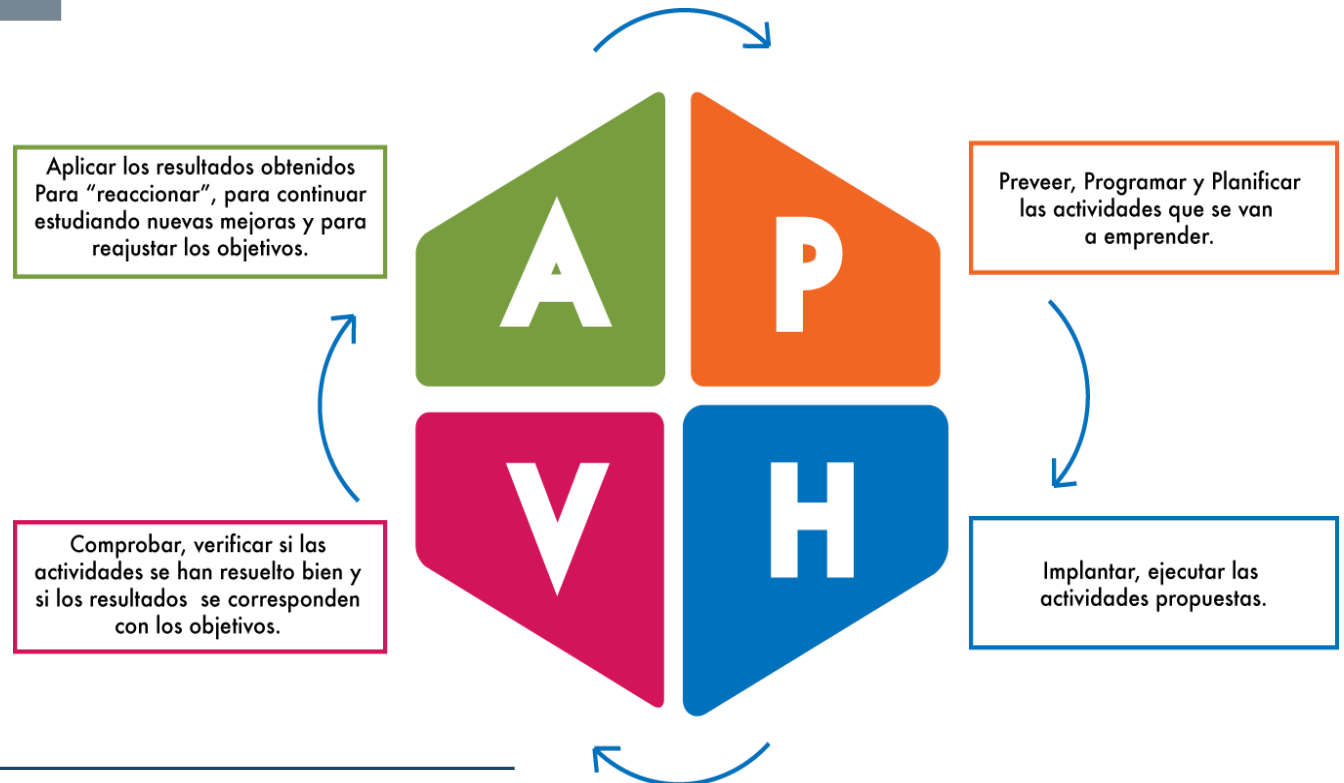 Aplicar los resultados obtenidos
Para “reaccionar”, para continuar
estudiando nuevas mejoras y para
reajustar los objetivos.
A
P
Preveer, Programar y Planificar
las actividades que se van
a emprender.
Comprobar, verificar si las
actividades se han resuelto bien y
si los resultados se corresponden
con los objetivos.
V
H
Implantar, ejecutar las
actividades propuestas.